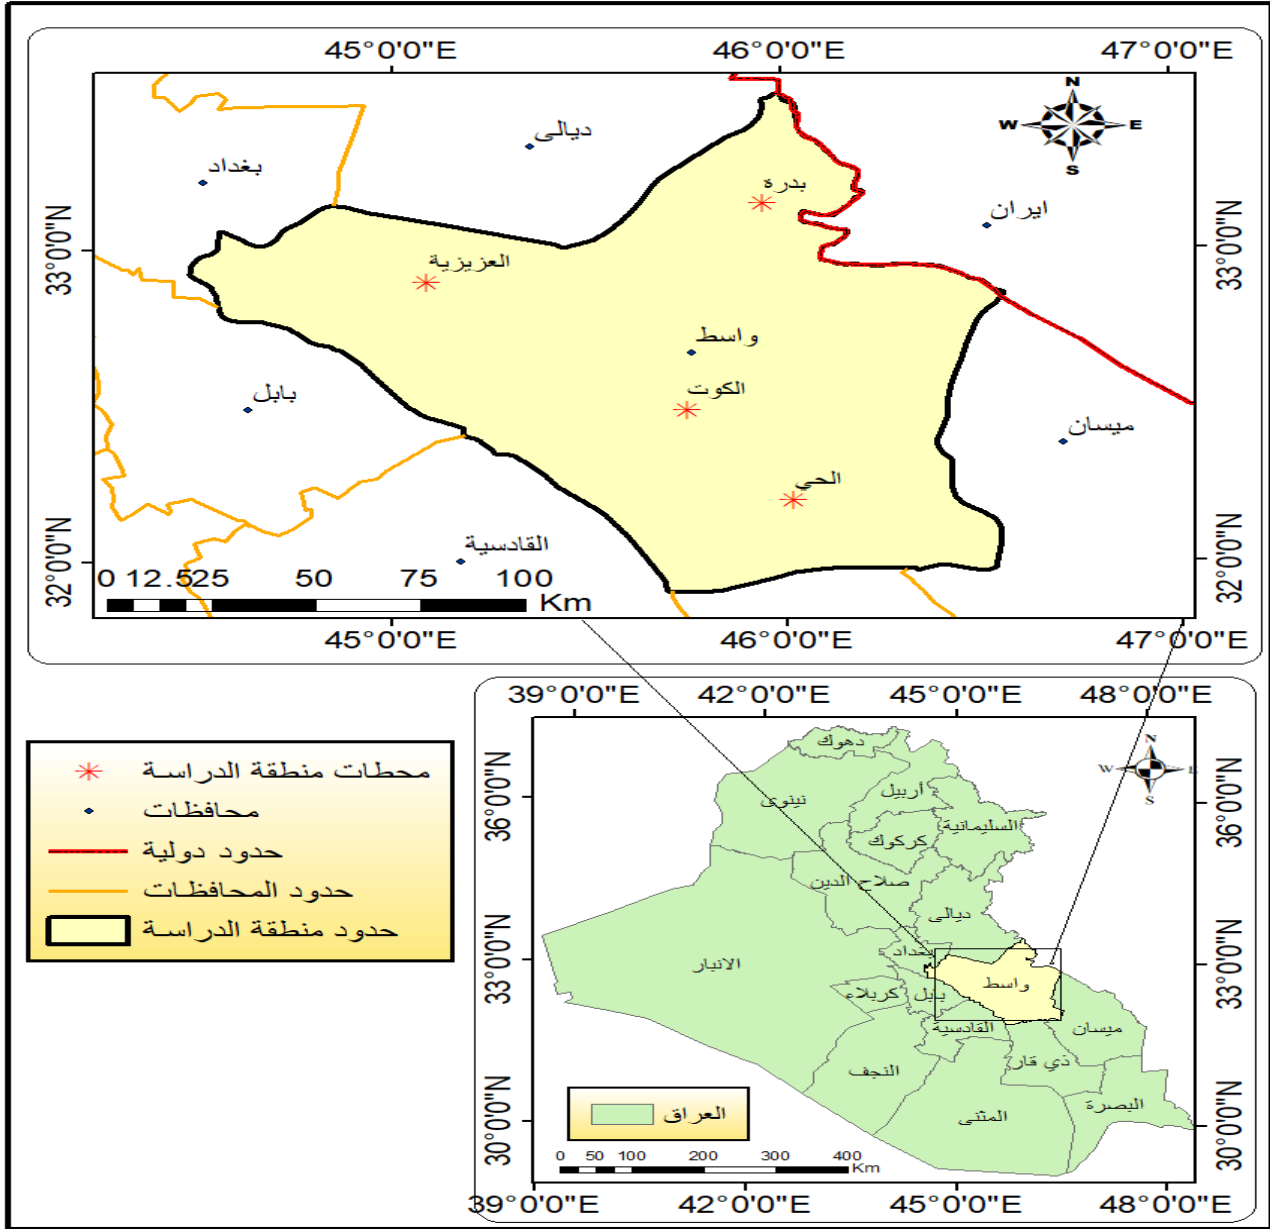 45°0'0"E 46°0'0"E 47°0'0"E
N
W E
S
ديالى
بغداد
بدرة
ايران
33°0'0"N
33°0'0"N
العزيزية
واسط
الكوت
بابل
ميسان
الحي
القادسية
32°0'0"N
32°0'0"N
0 12.5 25 50 75 100
Km
45°0'0"E 46°0'0"E 47°0'0"E
39°0'0"E 42°0'0"E 45°0'0"E 48°0'0"E
محطات منطقة الدراسة
محافظات
حدود دولية
حدود المحافظات
حدود منطقة الدراسة
N
W E
S
36°0'0"N
36°0'0"N
دهوك
نينوى
أربيل
السليمانية
كركوك
صلاح الدين
ديالى
33°0'0"N
33°0'0"N
بغداد
الانبار
واسط
كربلاء
بابل
القادسية
ميسان
النجف
ذي قار
المثنى
البصرة
30°0'0"N
30°0'0"N
العراق
0 50 100 200 300 400
Km
39°0'0"E 42°0'0"E 45°0'0"E 48°0'0"E